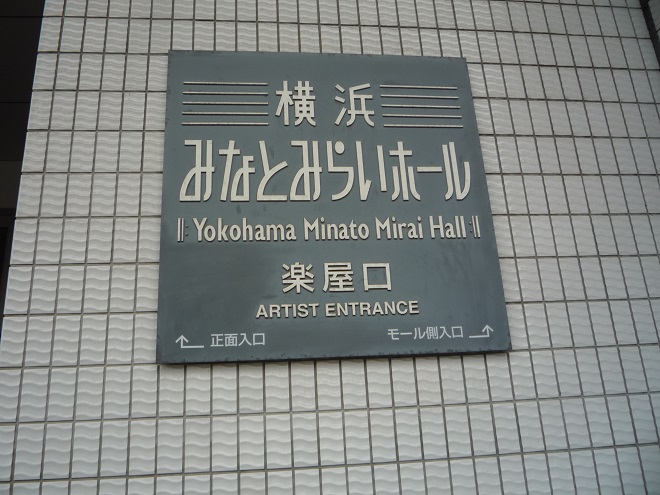 横浜
みなとみらいホール
Yokohama Minato Mirai Hall
楽屋口
ARTIST ENTRANCE
正面入口 モール側入口